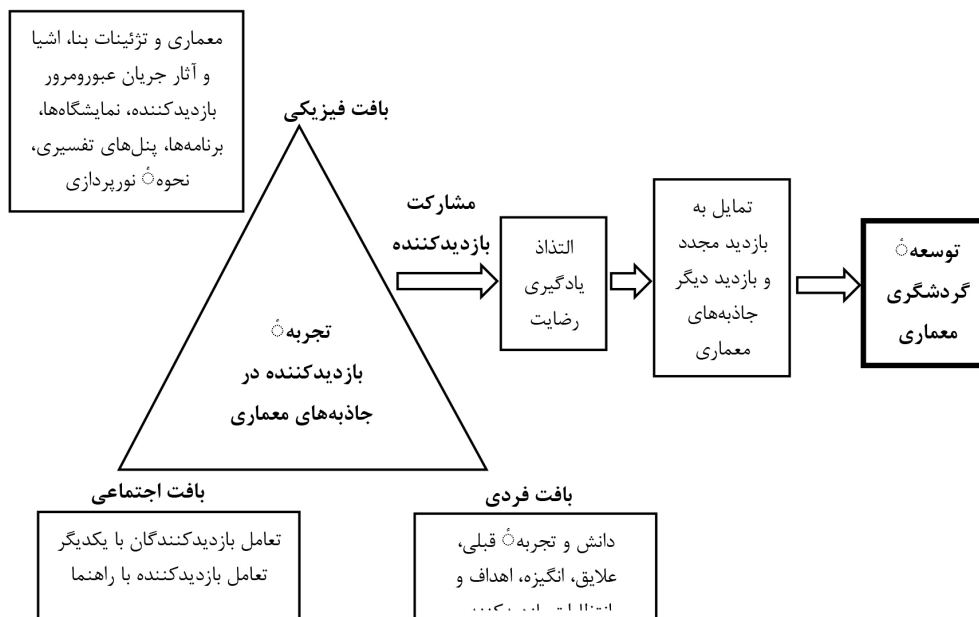 معماری و تزئینات بنا، اشیا
و آثار جریان عبورومرور
بازدیدکننده، نمایشگاه‌ها،
برنامه‌ها، پنل‌های تفسیری،
نحوهٔ نورپردازی
بافت فیزیکی
مشارکت
بازدیدکننده
التذاذ
یادگیری
رضایت
تمایل به
بازدید مجدد
و بازدید دیگر
جاذبه‌های
معماری
توسعهٔ
گردشگری
معماری
تجربهٔ
بازدیدکننده در
جاذبه‌های معماری
بافت اجتماعی
تعامل بازدیدکنندگان با یکدیگر
تعامل بازدیدکننده با راهنما
بافت فردی
دانش و تجربهٔ قبلی،
علایق، انگیزه، اهداف و